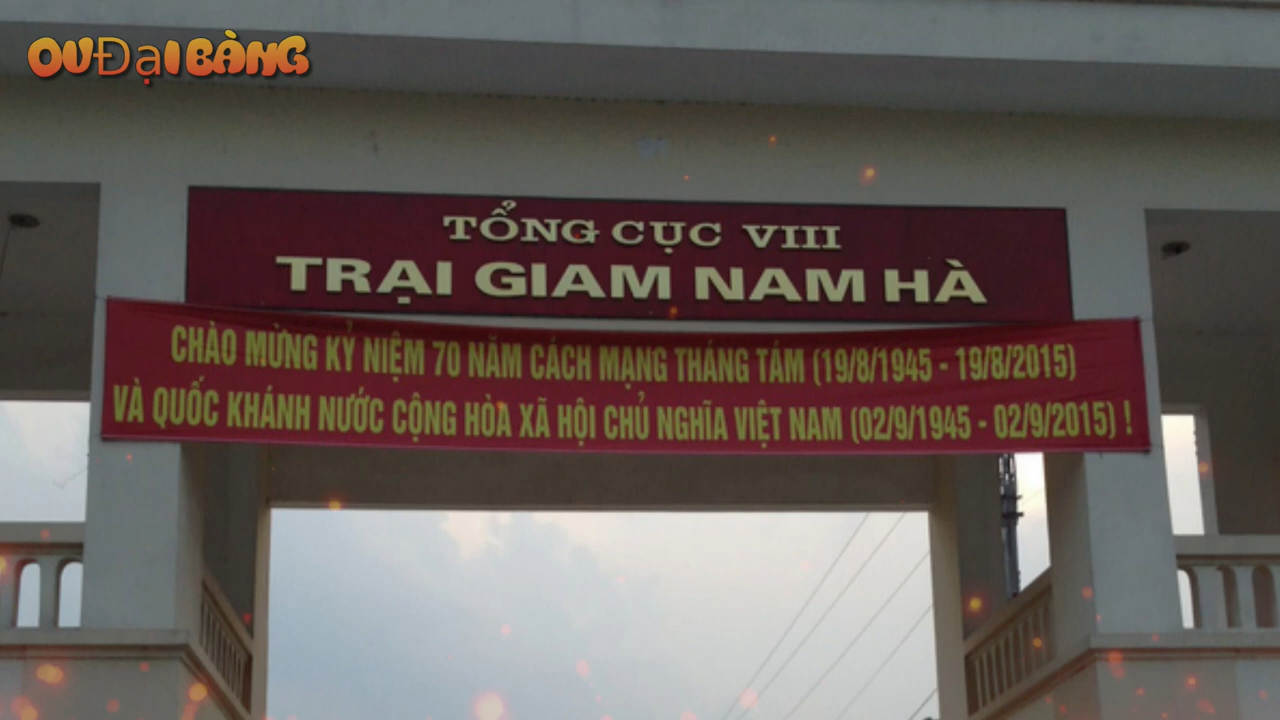 OUĐẠI BÀNG
TỔNG CỤC VIII
TRẠI GIAM NAM HÀ
CHÀO MỪNG KỶ NIỆM 70 NĂM CÁCH MẠNG THÁNG TÁM (19/8/1945 - 19/8/2015)
VÀ QUỐC KHÁNH NƯỚC CỘNG HÒA XÃ HỘI CHỦ NGHĨA VIỆT NAM (02/9/1945 - 02/9/2015) !